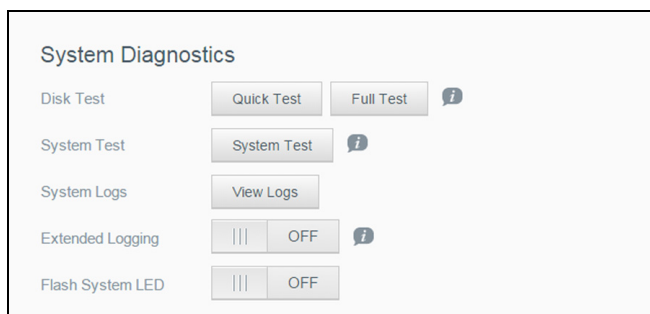 System Diagnostics
Disk Test Quick Test Full Test i
System Test System Test i
System Logs View Logs
Extended Logging OFF i
Flash System LED OFF